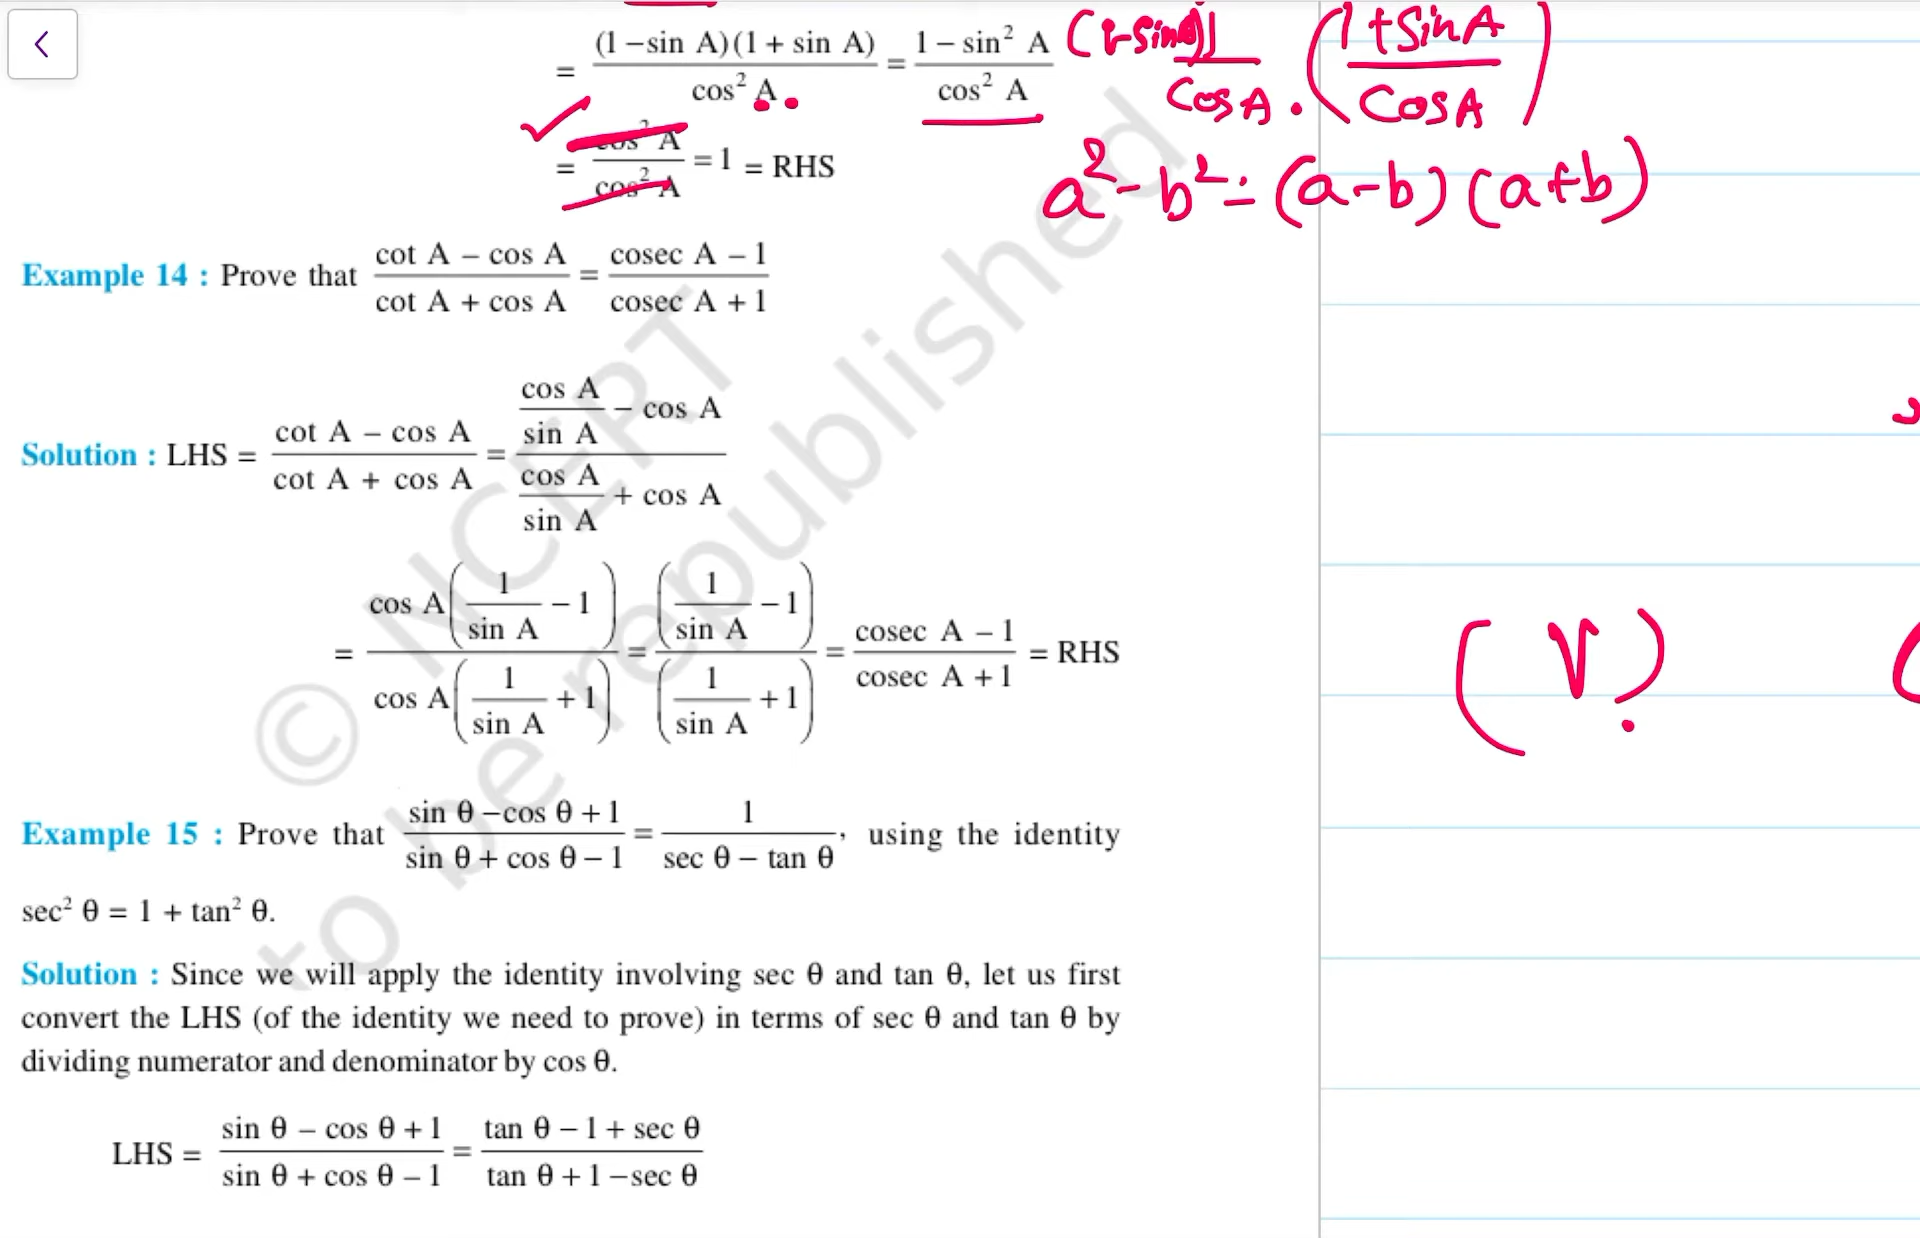 = (1 – sin A)(1 + sin A) / cos² A = 1 – sin² A / cos² A
(1-Sin A) / Cos A . (1 + Sin A / Cos A)
= cos² A / cos² A = 1 = RHS
a² - b² = (a-b) (a+b)
Example 14 : Prove that cot A – cos A / cot A + cos A = cosec A – 1 / cosec A + 1
Solution : LHS = cot A – cos A / cot A + cos A = (cos A / sin A – cos A) / (cos A / sin A + cos A)
= cos A (1 / sin A – 1) / cos A (1 / sin A + 1) = (1 / sin A – 1) / (1 / sin A + 1) = cosec A – 1 / cosec A + 1 = RHS
Example 15 : Prove that sin θ – cos θ + 1 / sin θ + cos θ – 1 = 1 / sec θ – tan θ, using the identity
sec² θ = 1 + tan² θ.
Solution : Since we will apply the identity involving sec θ and tan θ, let us first
convert the LHS (of the identity we need to prove) in terms of sec θ and tan θ by
dividing numerator and denominator by cos θ.
LHS = sin θ – cos θ + 1 / sin θ + cos θ – 1 = tan θ – 1 + sec θ / tan θ + 1 – sec θ
© NCERT
to be republished